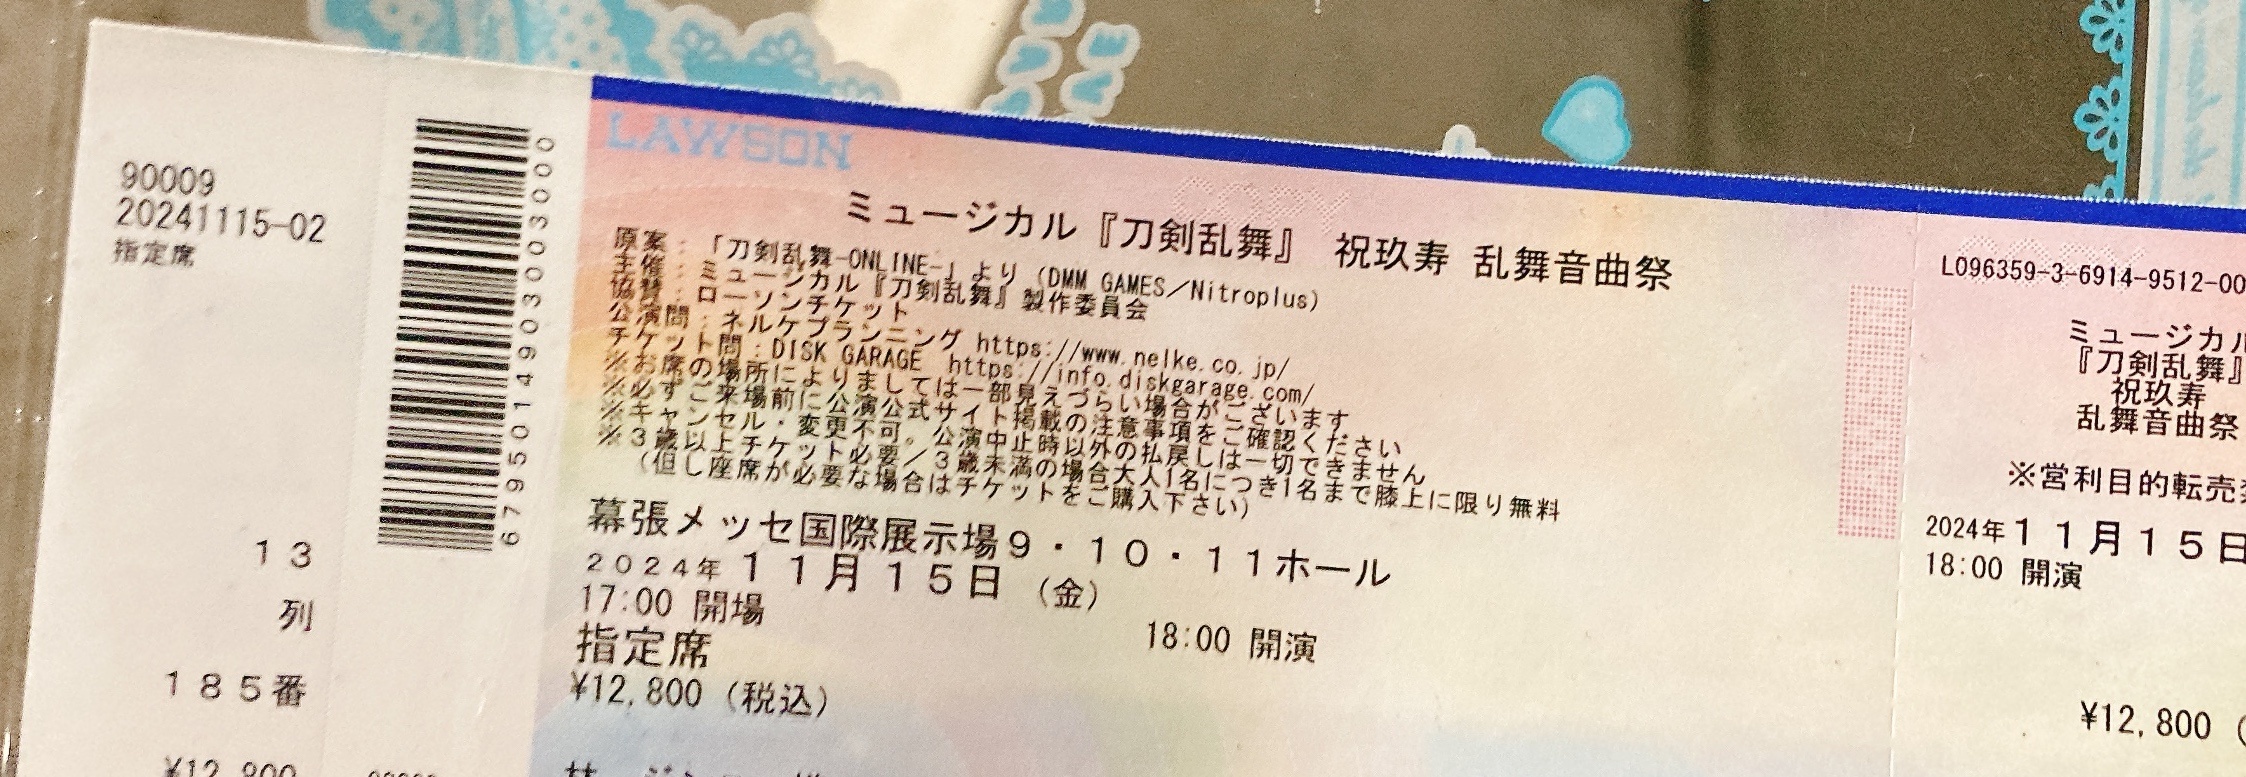 90009
20241115-02
指定席
13
列
185番
¥12,800
6795014903003000
LAWSON
ミュージカル『刀剣乱舞』 祝玖寿 乱舞音曲祭
原案：「刀剣乱舞-ONLINE-」より（DMM GAMES／Nitroplus）
主催：ミュージカル『刀剣乱舞』製作委員会
協賛：ローソンチケット
公演問：ネルケプランニング https://www.nelke.co.jp/
チケット問：DISK GARAGE https://info.diskgarage.com/
※お席の場所によりましては一部見えづらい場合がございます
※必ずご来場前に公演公式サイト掲載の注意事項をご確認ください
※キャンセル・変更不可。公演中止時以外の払戻しは一切できません
※３歳以上チケット必要／３歳未満の場合大人1名につき1名まで膝上に限り無料
（但し座席が必要な場合はチケットをご購入下さい）
幕張メッセ国際展示場９・１０・１１ホール
２０２４年１１月１５日（金）
17:00 開場 18:00 開演
指定席
¥12,800（税込）
L096359-3-6914-9512-00
ミュージカル
『刀剣乱舞』
祝玖寿
乱舞音曲祭
※営利目的転売
2024年１１月１５日
18:00 開演
¥12,800（